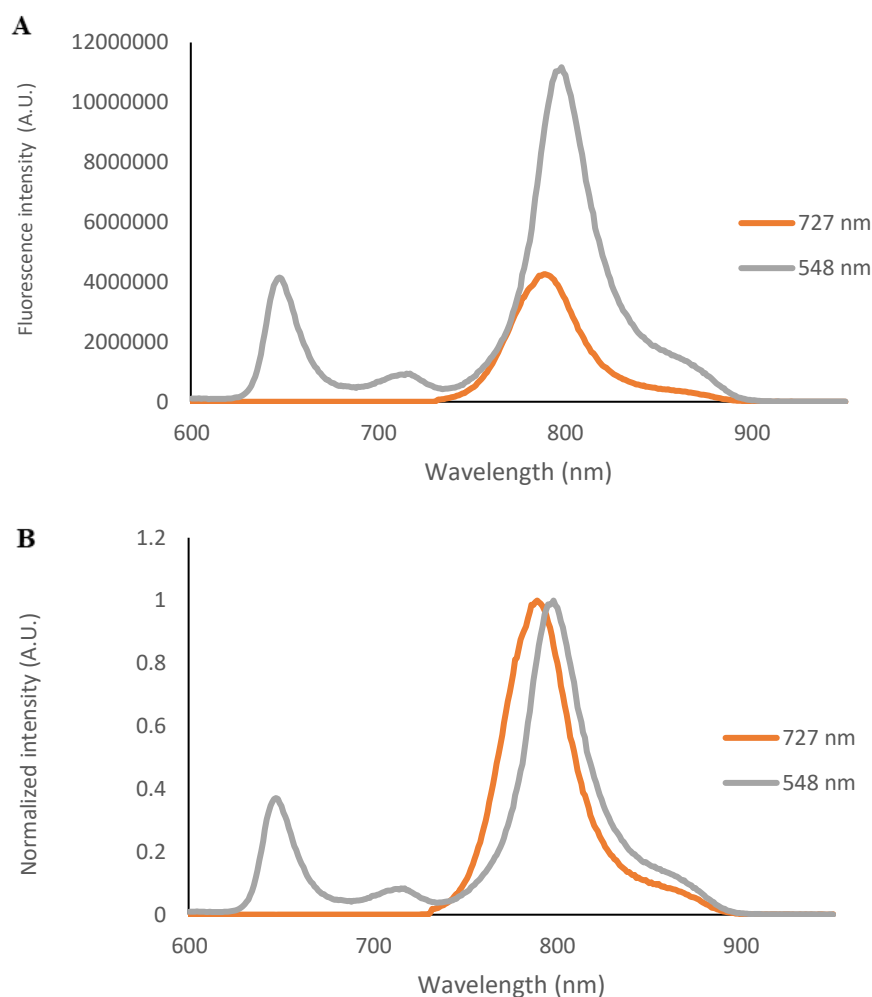 A
12000000
10000000
8000000
6000000
4000000
2000000
0
Fluorescence intensity (A.U.)
727 nm
548 nm
600 700 800 900
Wavelength (nm)
B
1.2
1
0.8
0.6
0.4
0.2
0
Normalized intensity (A.U.)
727 nm
548 nm
600 700 800 900
Wavelength (nm)